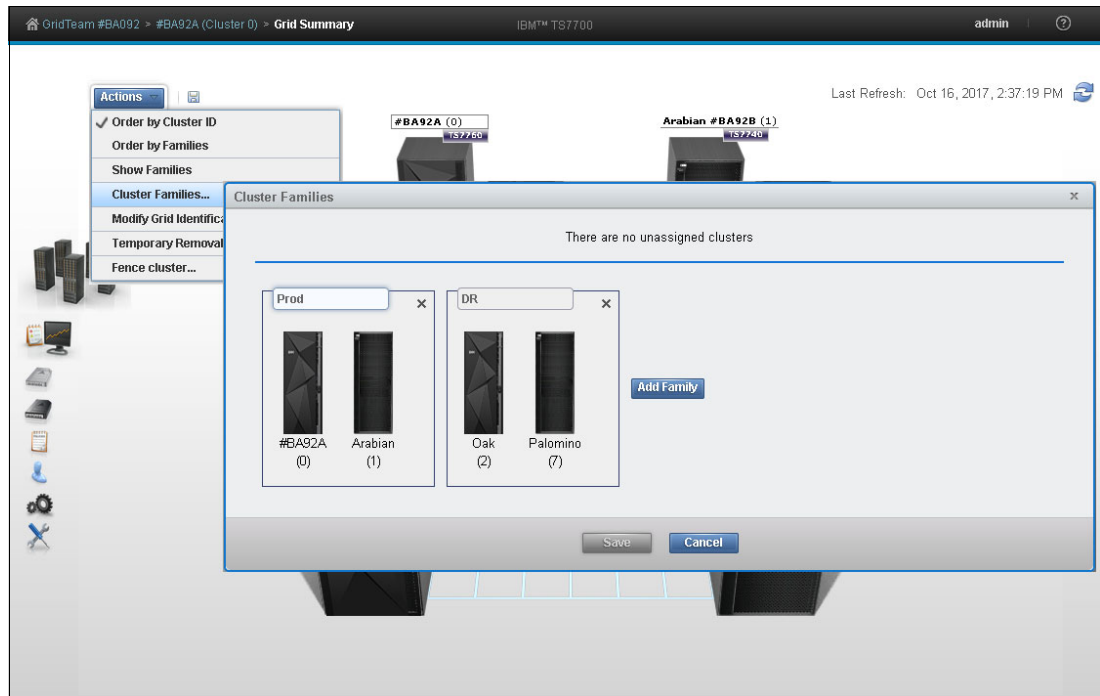 GridTeam #BA092 > #BA92A (Cluster 0) > Grid Summary
IBM™ TS7700
admin
?
Actions
Last Refresh: Oct 16, 2017, 2:37:19 PM
Order by Cluster ID
Order by Families
Show Families
Cluster Families...
Modify Grid Identifica
Temporary Removal
Fence cluster...
#BA92A (0)
TS7760
Arabian #BA92B (1)
TS7740
Cluster Families
x
There are no unassigned clusters
Prod
x
DR
x
#BA92A
(0)
Arabian
(1)
Oak
(2)
Palomino
(7)
Add Family
Save
Cancel